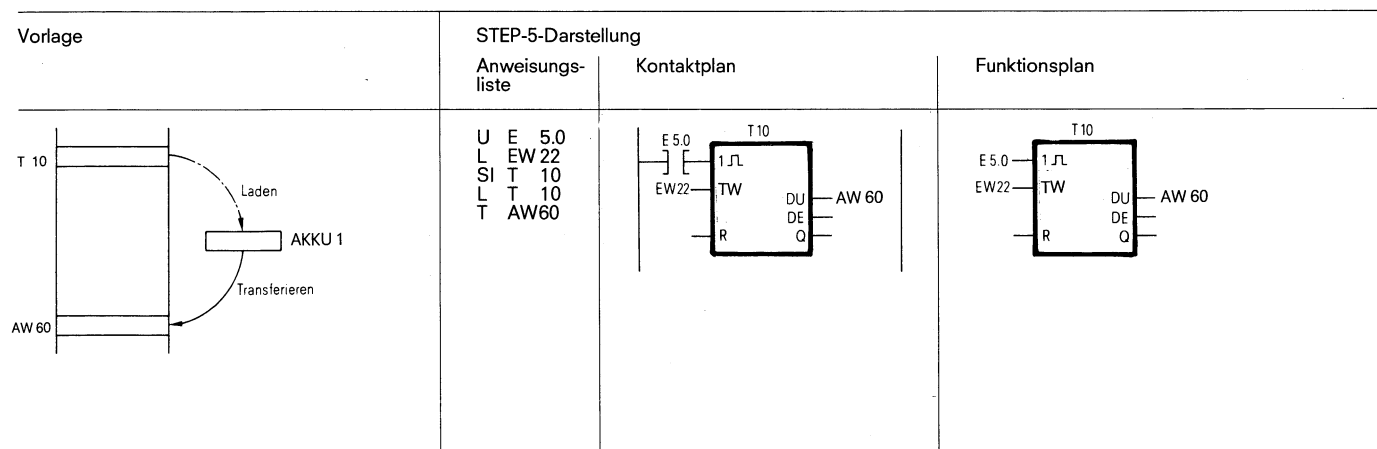 Vorlage
STEP-5-Darstellung
Anweisungs-
liste
Kontaktplan
Funktionsplan
T 10
Laden
AKKU 1
Transferieren
AW 60
U E 5.0
L EW 22
SI T 10
L T 10
T AW60
T 10
E 5.0
1
EW22
TW
DU
AW 60
DE
R
Q
T 10
E 5.0
1
EW22
TW
DU
AW 60
DE
R
Q